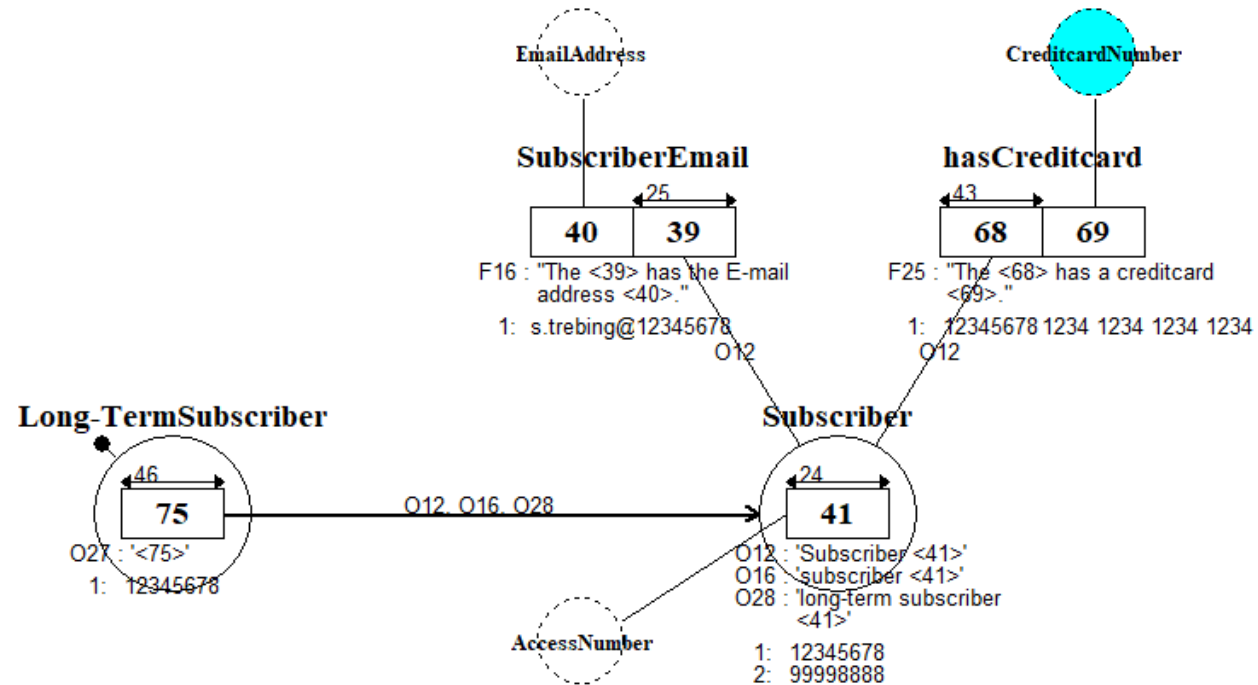 EmailAddress
CreditcardNumber
SubscriberEmail
hasCreditcard
25
43
40
39
68
69
F16 : "The <39> has the E-mail
address <40>."
F25 : "The <68> has a creditcard
<69>."
1: s.trebing@12345678
1: 12345678 1234 1234 1234 1234
O12
O12
Long-TermSubscriber
Subscriber
46
24
75
O12, O16, O28
41
O27 : '<75>'
1: 12345678
O12 : 'Subscriber <41>'
O16 : 'subscriber <41>'
O28 : 'long-term subscriber
<41>'
AccessNumber
1: 12345678
2: 99998888